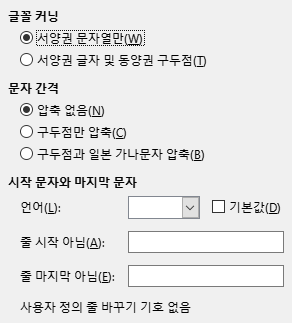 글꼴 커닝
서양권 문자열만(W)
서양권 글자 및 동양권 구두점(T)
문자 간격
압축 없음(N)
구두점만 압축(C)
구두점과 일본 가나문자 압축(B)
시작 문자와 마지막 문자
언어(L): 기본값(D)
줄 시작 아님(A):
줄 마지막 아님(E):
사용자 정의 줄 바꾸기 기호 없음